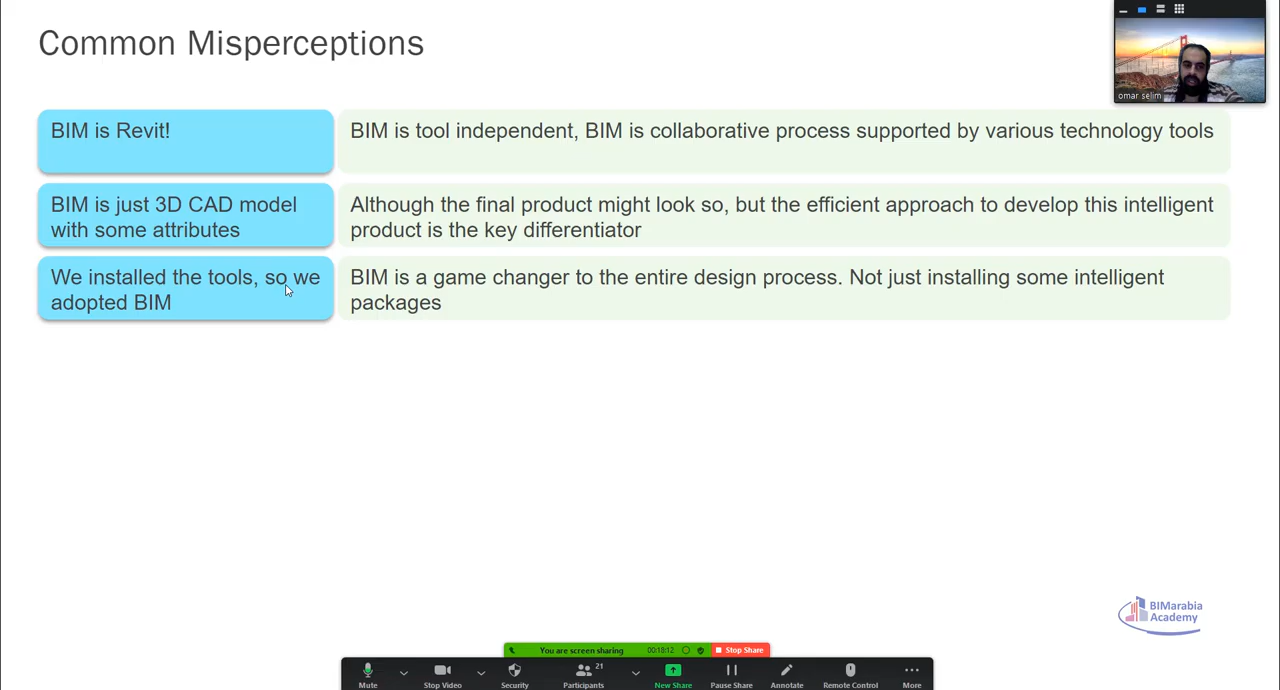 Common Misperceptions
omar selim
BIM is Revit!
BIM is tool independent, BIM is collaborative process supported by various technology tools
BIM is just 3D CAD model
with some attributes
Although the final product might look so, but the efficient approach to develop this intelligent
product is the key differentiator
We installed the tools, so we
adopted BIM
BIM is a game changer to the entire design process. Not just installing some intelligent
packages
BIMarabia
Academy
You are screen sharing
00:18:12
Stop Share
Mute
Stop Video
Security
Participants
21
New Share
Pause Share
Annotate
Remote Control
More